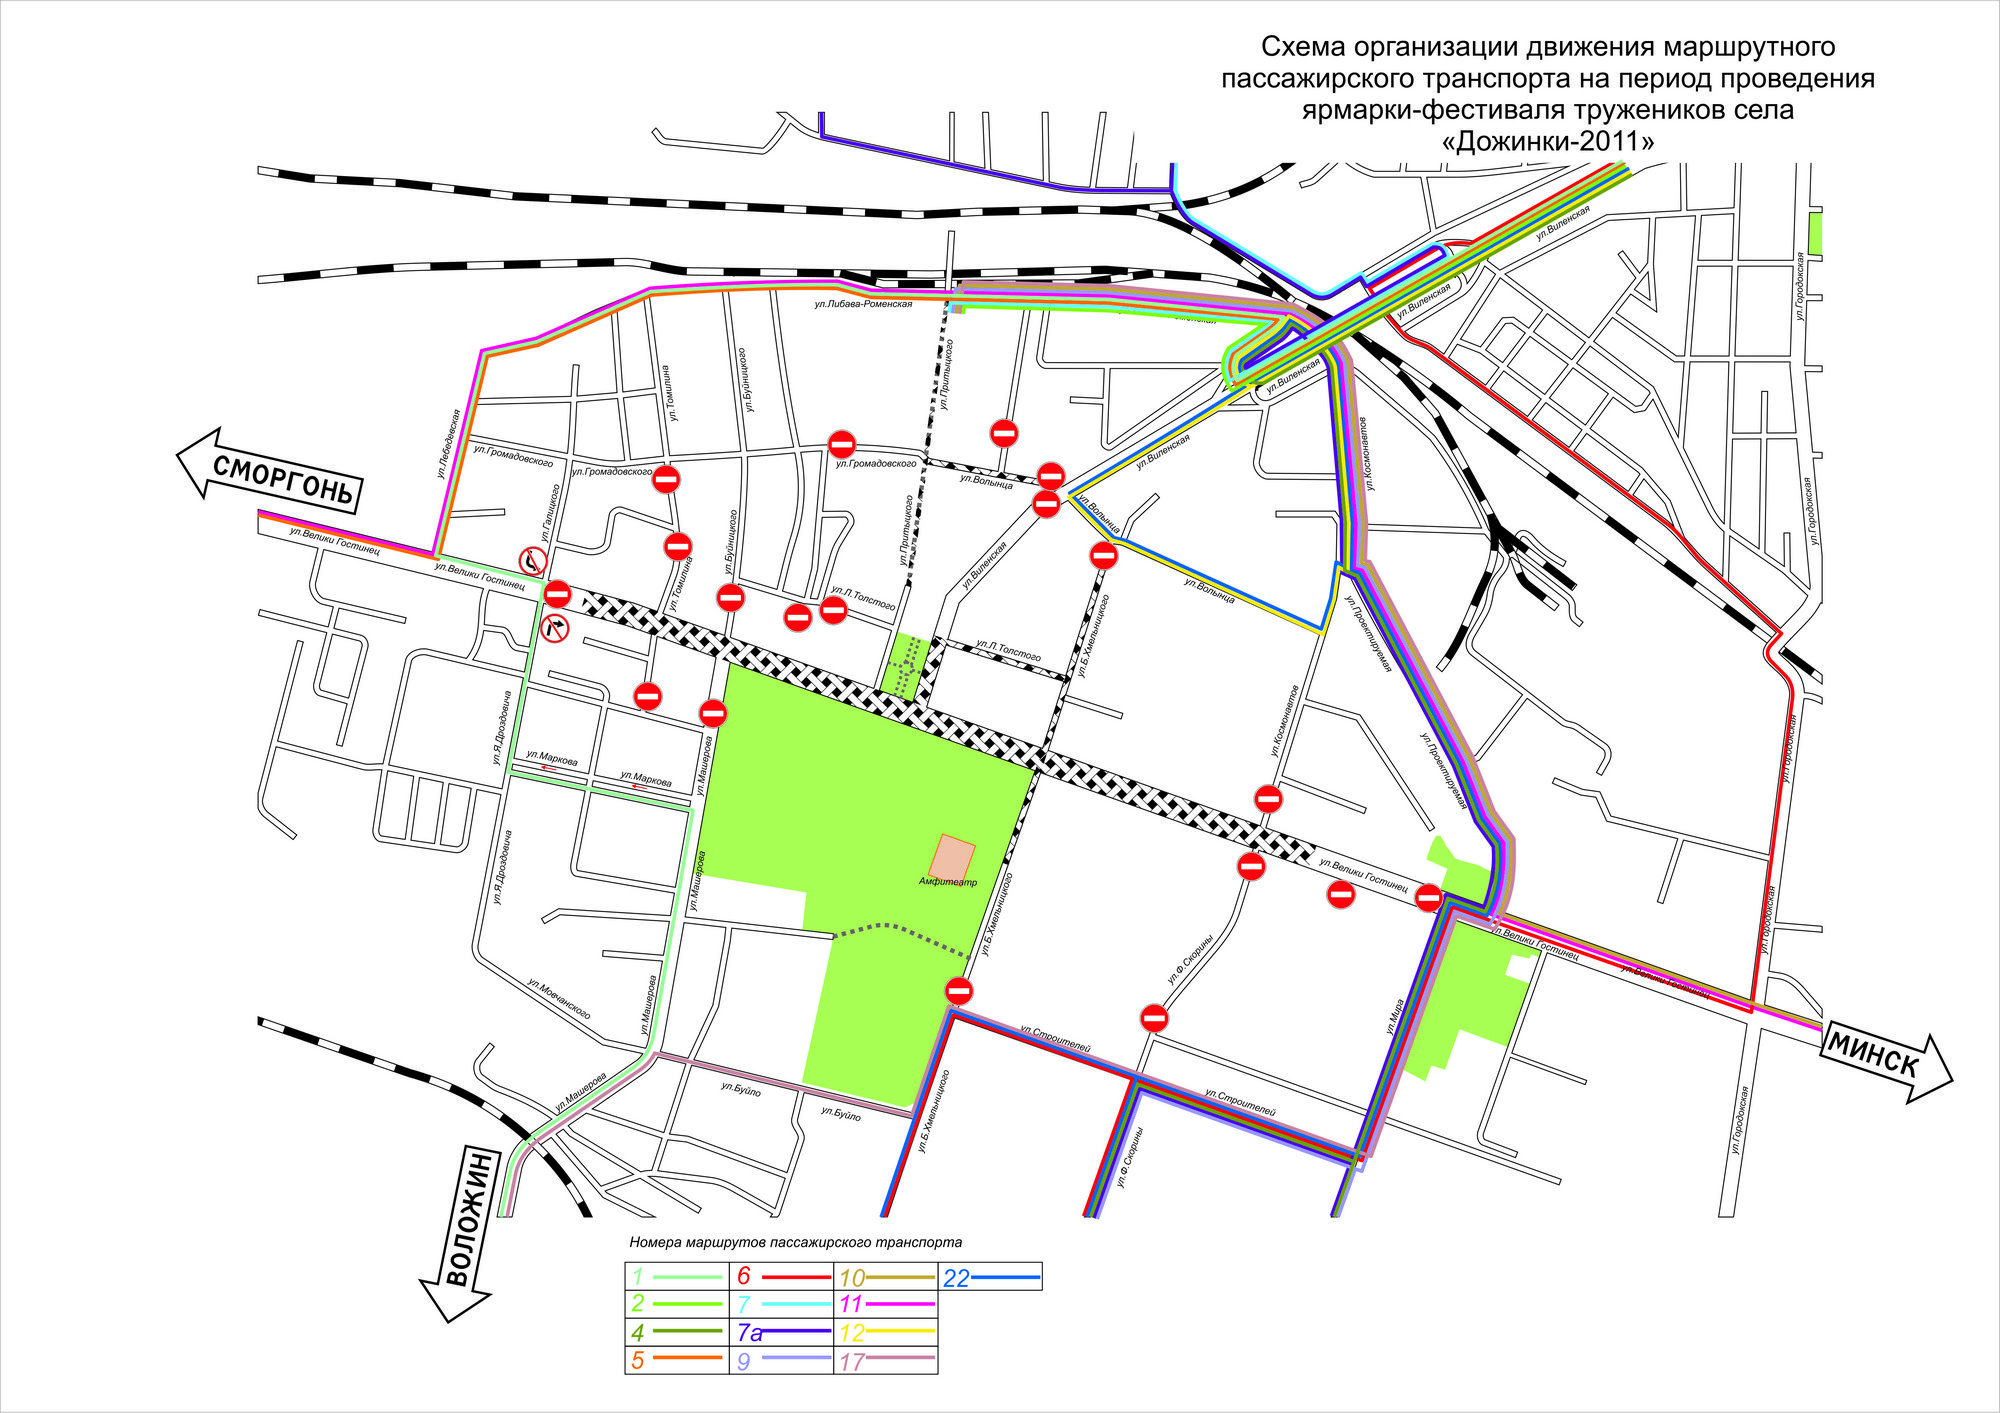 Схема организации движения маршрутного
пассажирского транспорта на период проведения
ярмарки-фестиваля тружеников села
«Дожинки-2011»
ул.Виленская
ул.Городокская
ул.Либава-Роменская
ул.Виленская
ул.Притыцкого
ул.Буйницкого
ул.Томилина
ул.Виленская
ул.Лебедевская
ул.Космонавтов
ул.Виленская
ул.Громадовского
ул.Громадовского
ул.Громадовского
ул.Волынца
СМОРГОНЬ
ул.Галицкого
ул.Волынца
ул.Городокская
ул.Притыцкого
ул.Буйницкого
ул.Велики Гостинец
ул.Виленская
ул.Велики Гостинец
ул.Томилина
ул.Л.Толстого
ул.Волынца
ул.Б.Хмельницкого
ул.Проектируемая
ул.Л.Толстого
ул.Я.Дроздовича
ул.Космонавтов
ул.Городокская
ул.Маркова
ул.Маркова
ул.Машерова
ул.Проектируемая
ул.Я.Дроздовича
ул.Машерова
Амфитеатр
ул.Велики Гостинец
ул.Б.Хмельницкого
ул.Городокская
ул.Велики Гостинец
ул.Ф.Скорины
ул.Велики Гостинец
ул.Мовчанского
ул.Машерова
ул.Мира
ул.Строителей
МИНСК
ул.Машерова
ул.Буйло
ул.Буйло
ул.Б.Хмельницкого
ул.Строителей
ул.Ф.Скорины
ул.Городокская
ВОЛОЖИН
Номера маршрутов пассажирского транспорта
1 6 10 22
2 7 11
4 7а 12
5 9 17